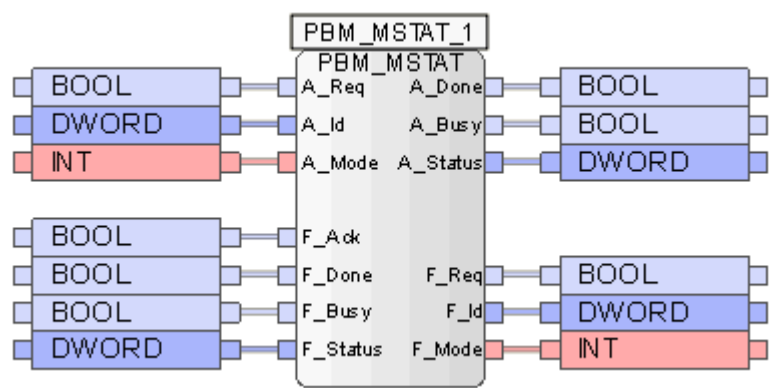 PBM_MSTAT_1
PBM_MSTAT
BOOL A_Req A_Done BOOL
DWORD A_Id A_Busy BOOL
INT A_Mode A_Status DWORD
BOOL F_Ack
BOOL F_Done F_Req BOOL
BOOL F_Busy F_Id DWORD
DWORD F_Status F_Mode INT